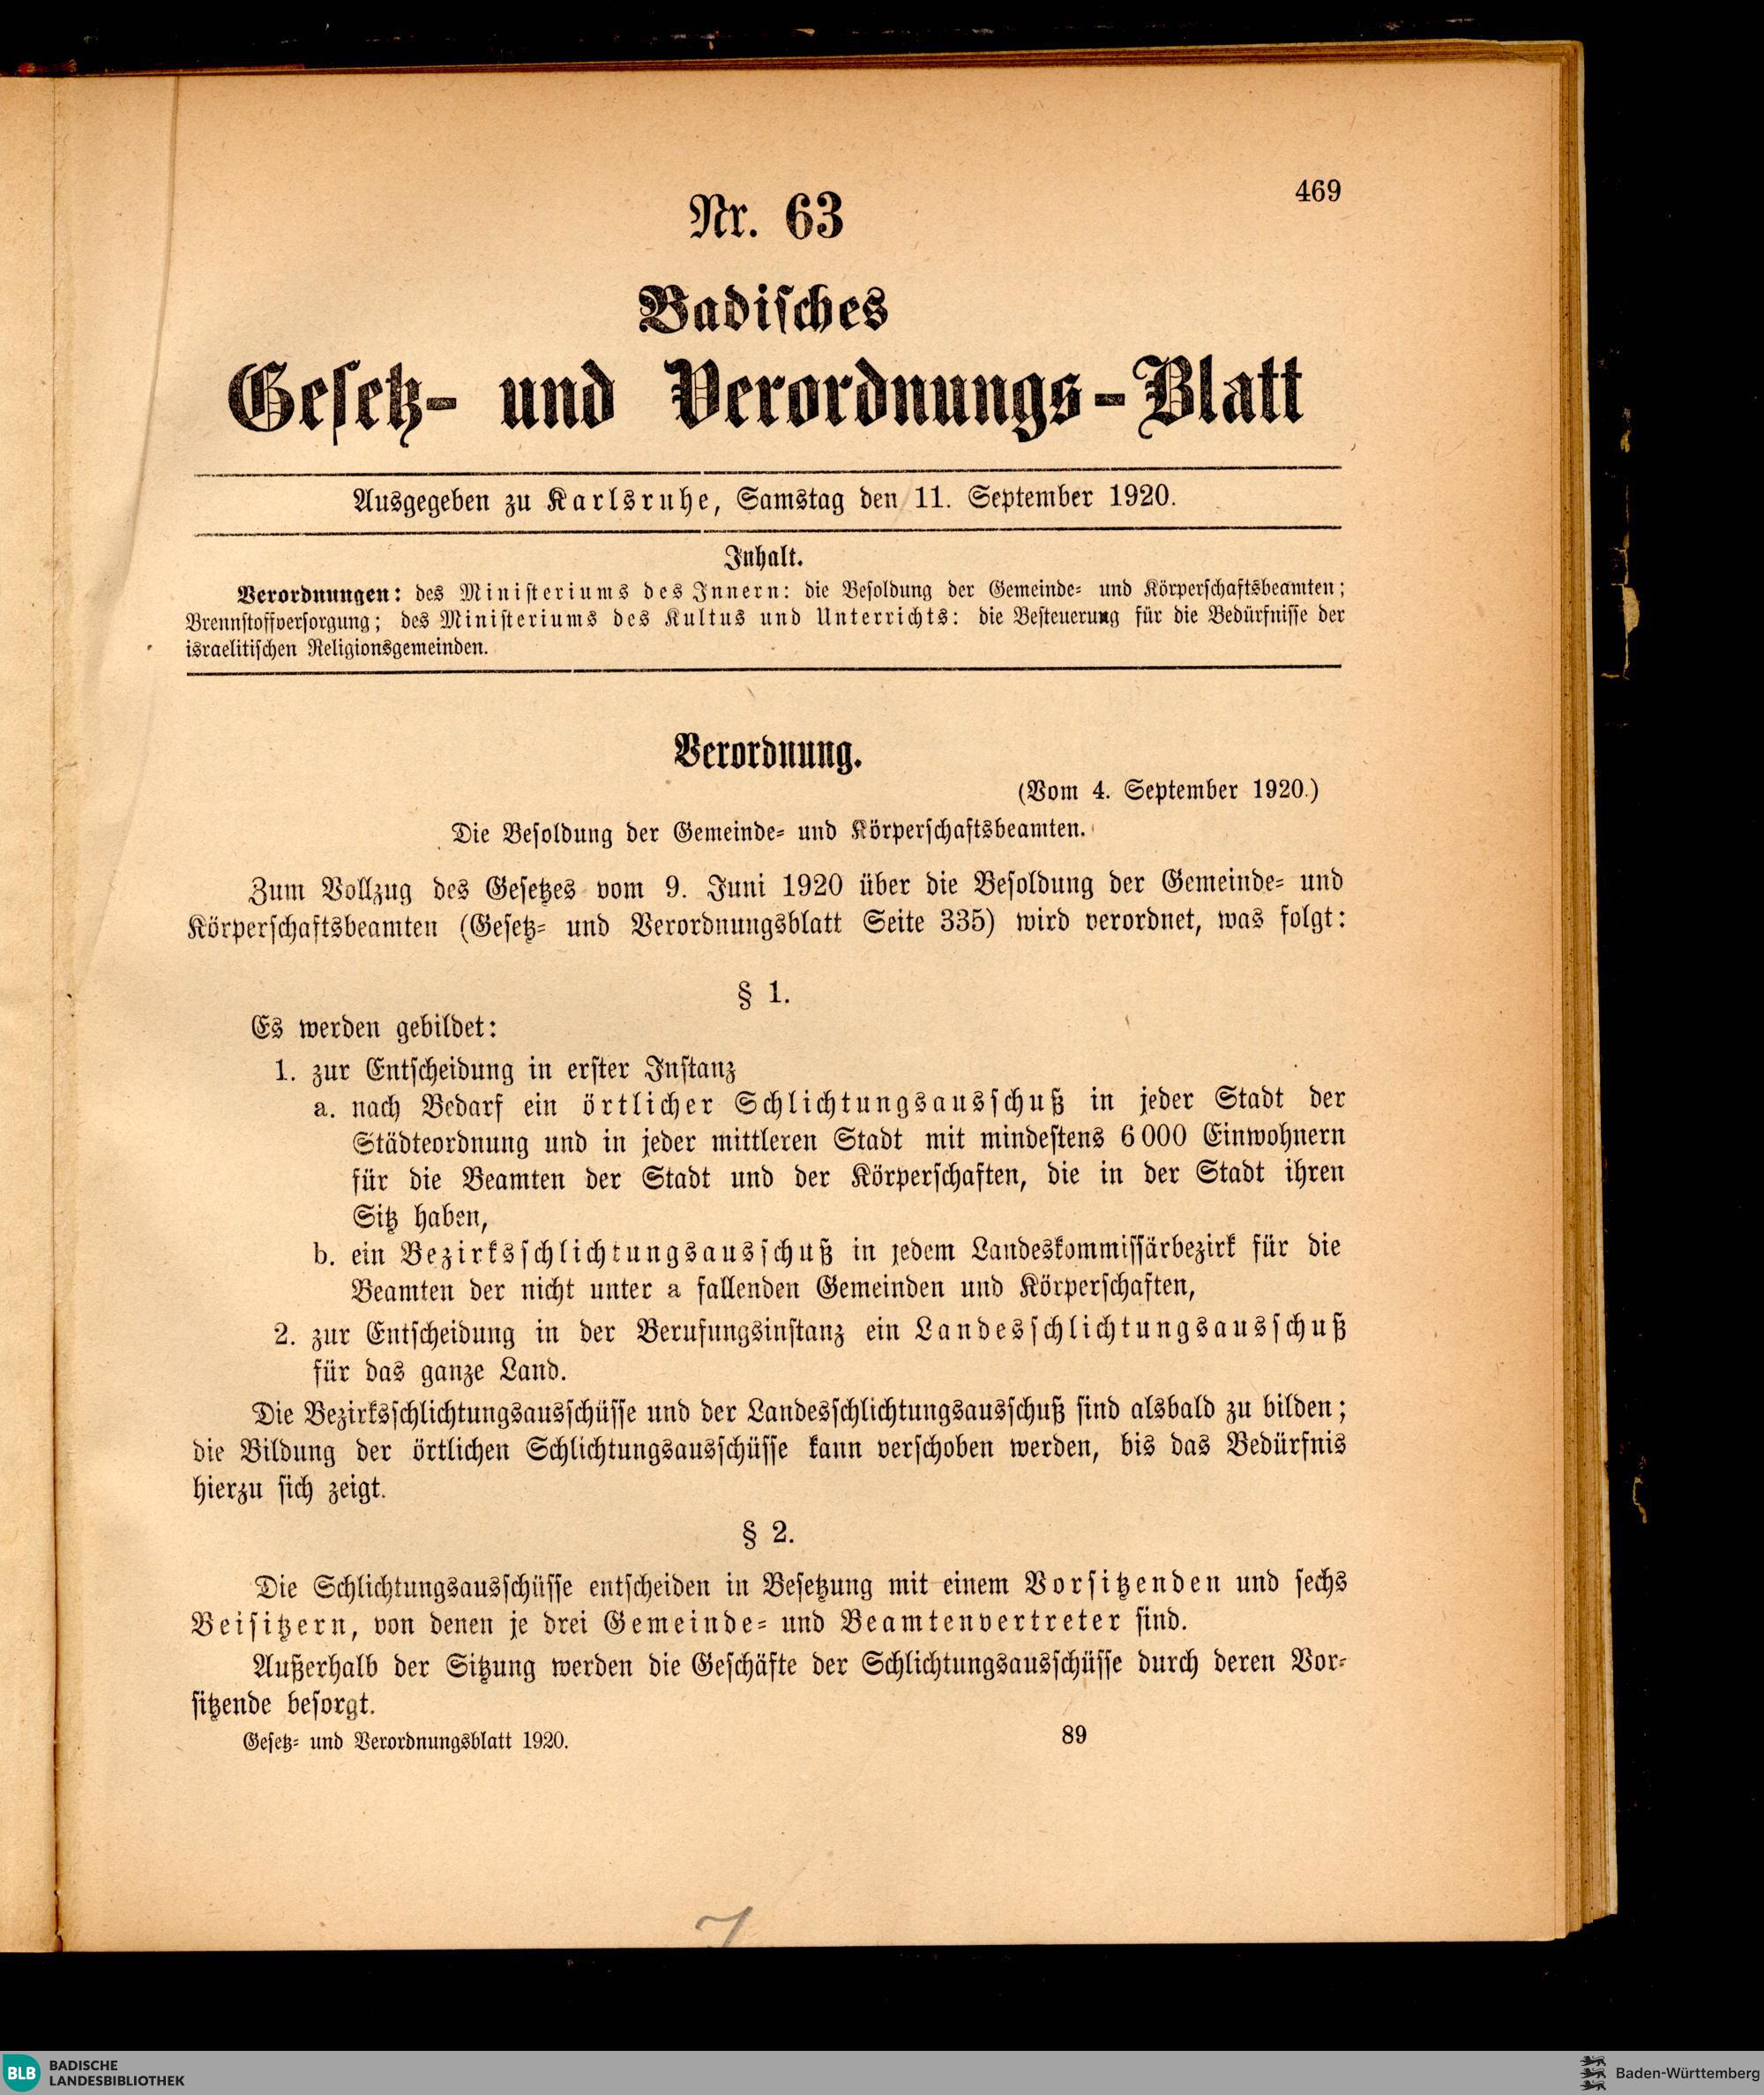 469
Nr. 63
Badisches
Gesetz- und Verordnungs-Blatt
Ausgegeben zu Karlsruhe, Samstag den 11. September 1920.
Inhalt.
Verordnungen: des Ministeriums des Innern: die Besoldung der Gemeinde- und Körperschaftsbeamten;
Brennstoffversorgung; des Ministeriums des Kultus und Unterrichts: die Besteuerung für die Bedürfnisse der
israelitischen Religionsgemeinden.
Verordnung.
(Vom 4. September 1920.)
Die Besoldung der Gemeinde- und Körperschaftsbeamten.
Zum Vollzug des Gesetzes vom 9. Juni 1920 über die Besoldung der Gemeinde- und
Körperschaftsbeamten (Gesetz- und Verordnungsblatt Seite 335) wird verordnet, was folgt:
§ 1.
Es werden gebildet:
1. zur Entscheidung in erster Instanz
a. nach Bedarf ein örtlicher Schlichtungsausschuß in jeder Stadt der
Städteordnung und in jeder mittleren Stadt mit mindestens 6000 Einwohnern
für die Beamten der Stadt und der Körperschaften, die in der Stadt ihren
Sitz haben,
b. ein Bezirksschlichtungsausschuß in jedem Landeskommissärbezirk für die
Beamten der nicht unter a fallenden Gemeinden und Körperschaften,
2. zur Entscheidung in der Berufungsinstanz ein Landesschlichtungsausschuß
für das ganze Land.
Die Bezirksschlichtungsausschüsse und der Landesschlichtungsausschuß sind alsbald zu bilden;
die Bildung der örtlichen Schlichtungsausschüsse kann verschoben werden, bis das Bedürfnis
hierzu sich zeigt.
§ 2.
Die Schlichtungsausschüsse entscheiden in Besetzung mit einem Vorsitzenden und sechs
Beisitzern, von denen je drei Gemeinde- und Beamtenvertreter sind.
Außerhalb der Sitzung werden die Geschäfte der Schlichtungsausschüsse durch deren Vor-
sitzende besorgt.
Gesetz- und Verordnungsblatt 1920.
89
BLB
BADISCHE
LANDESBIBLIOTHEK
Baden-Württemberg